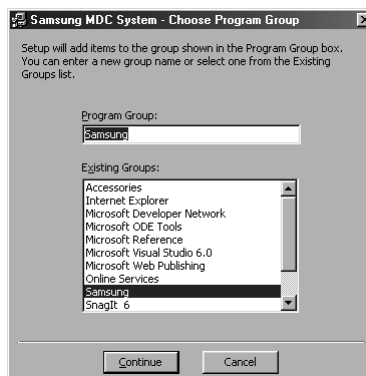 Samsung MDC System - Choose Program Group
Setup will add items to the group shown in the Program Group box.
You can enter a new group name or select one from the Existing
Groups list.
Program Group:
Samsung
Existing Groups:
Accessories
Internet Explorer
Microsoft Developer Network
Microsoft ODE Tools
Microsoft Reference
Microsoft Visual Studio 6.0
Microsoft Web Publishing
Online Services
Samsung
SnagIt 6
Continue
Cancel